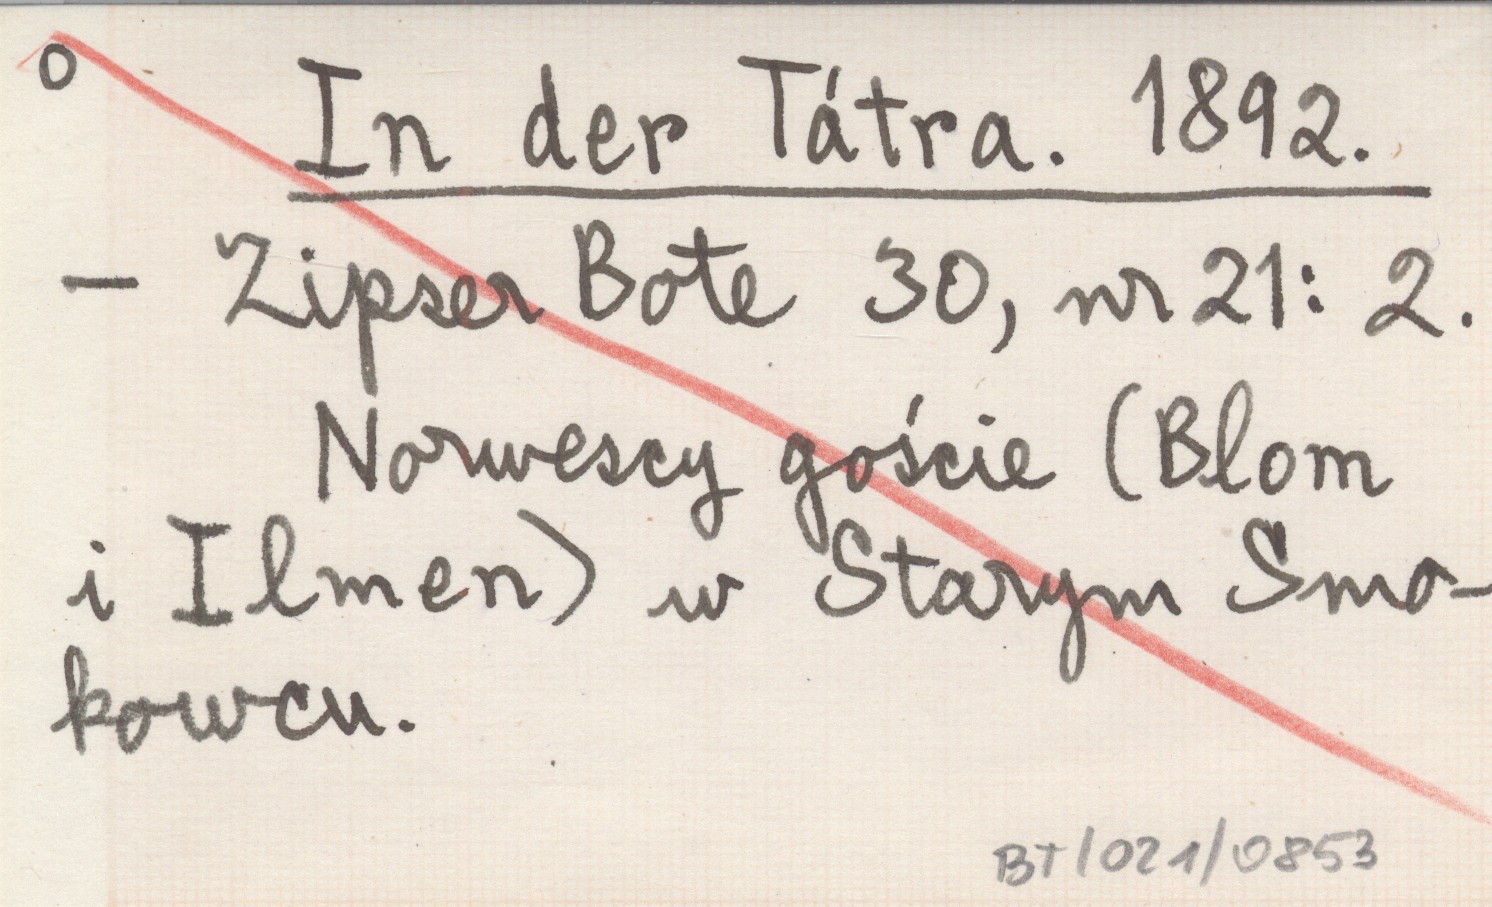 o In der Tátra. 1892.
– Zipser Bote 30, nr 21: 2.
Norwescy goście (Blom
i Ilmen) w Starym Smo-
kowcu.
BT/021/0853